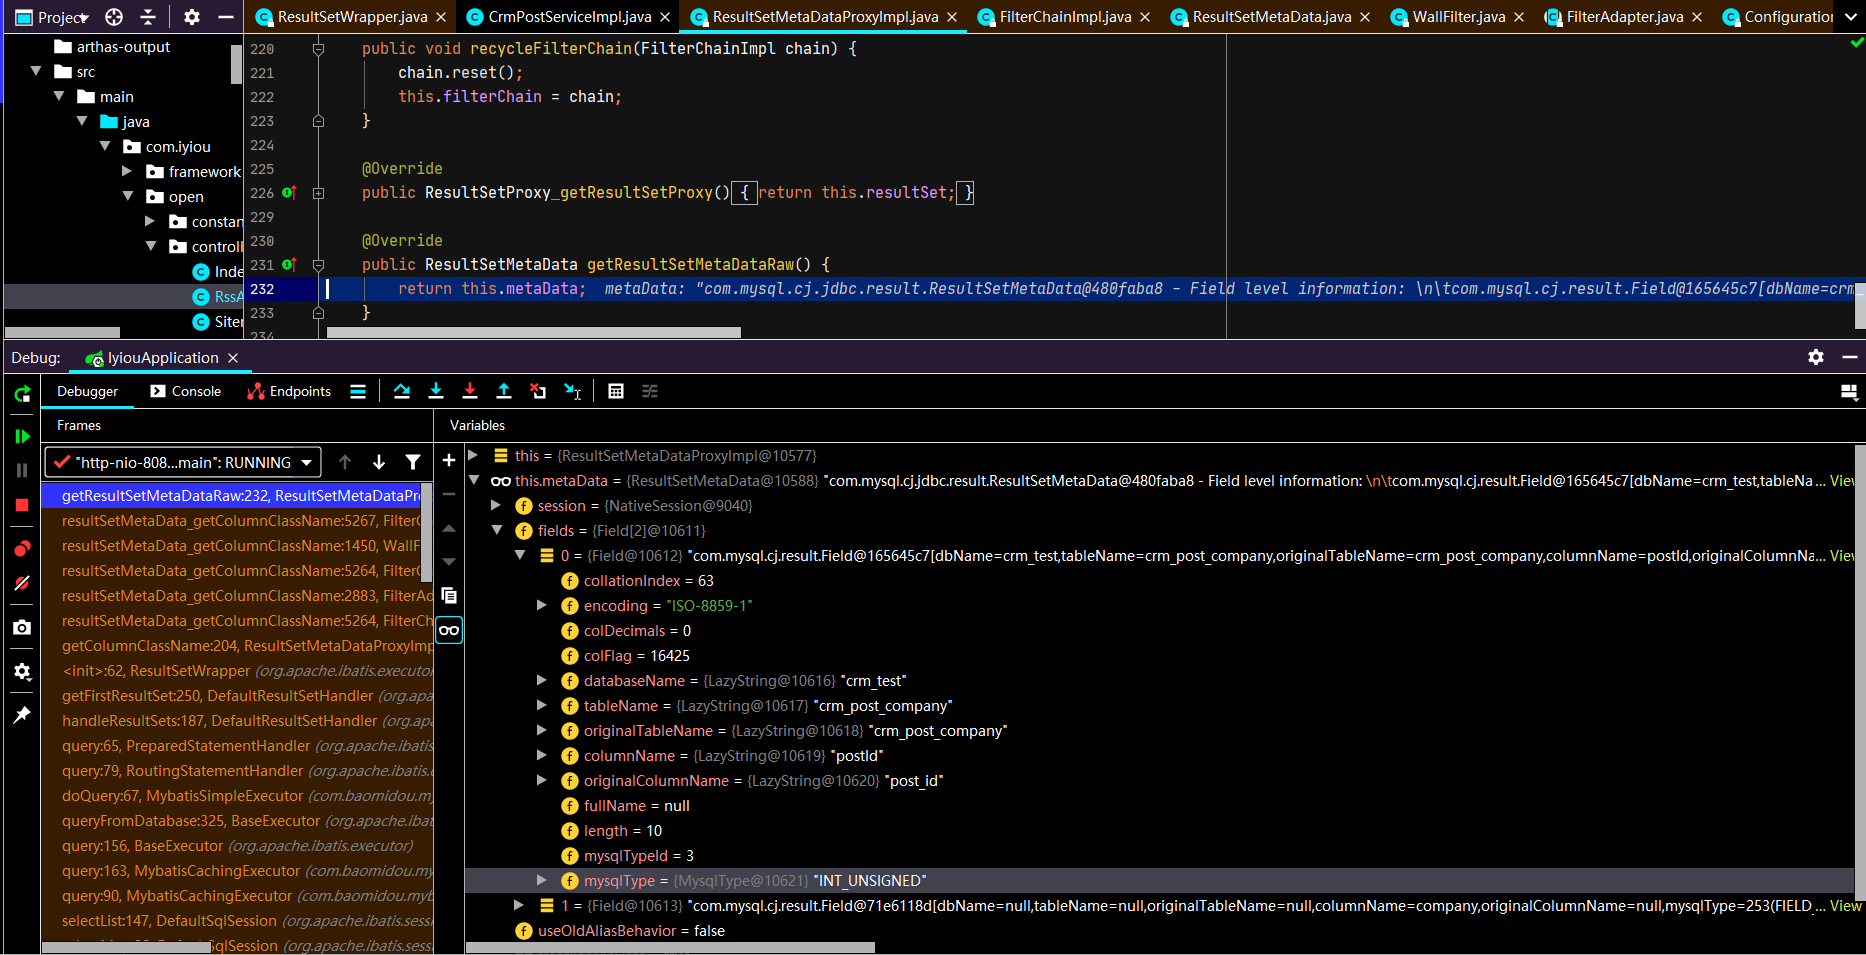 Project
ResultSetWrapper.java
CrmPostServiceImpl.java
ResultSetMetaDataProxyImpl.java
FilterChainImpl.java
ResultSetMetaData.java
WallFilter.java
FilterAdapter.java
Configuration
arthas-output
src
main
java
com.iyiou
framework
open
constan
controll
Inde
RssA
Siter
220 public void recycleFilterChain(FilterChainImpl chain) {
221 chain.reset();
222 this.filterChain = chain;
223 }
224
225 @Override
226 public ResultSetProxy_getResultSetProxy() { return this.resultSet; }
229
230 @Override
231 public ResultSetMetaData getResultSetMetaDataRaw() {
232 return this.metaData; metaData: "com.mysql.cj.jdbc.result.ResultSetMetaData@480faba8 - Field level information: \n\tcom.mysql.cj.result.Field@165645c7[dbName=crm
233 }
234
Debug: IyiouApplication
Debugger Console Endpoints
Frames
"http-nio-808...main": RUNNING
getResultSetMetaDataRaw:232, ResultSetMetaDataPro
resultSetMetaData_getColumnClassName:5267, FilterC
resultSetMetaData_getColumnClassName:1450, WallF
resultSetMetaData_getColumnClassName:5264, FilterC
resultSetMetaData_getColumnClassName:2883, FilterAd
resultSetMetaData_getColumnClassName:5264, FilterCh
getColumnClassName:204, ResultSetMetaDataProxyImp
<init>:62, ResultSetWrapper (org.apache.ibatis.executor
getFirstResultSet:250, DefaultResultSetHandler (org.apa
handleResultSets:187, DefaultResultSetHandler (org.apa
query:65, PreparedStatementHandler (org.apache.ibatis
query:79, RoutingStatementHandler (org.apache.ibatis.e
doQuery:67, MybatisSimpleExecutor (com.baomidou.my
queryFromDatabase:325, BaseExecutor (org.apache.ibat
query:156, BaseExecutor (org.apache.ibatis.executor)
query:163, MybatisCachingExecutor (com.baomidou.my
query:90, MybatisCachingExecutor (com.baomidou.myb
selectList:147, DefaultSqlSession (org.apache.ibatis.sess
SqlSession (org.apache.ibatis.sess
Variables
this = {ResultSetMetaDataProxyImpl@10577}
this.metaData = {ResultSetMetaData@10588} "com.mysql.cj.jdbc.result.ResultSetMetaData@480faba8 - Field level information: \n\tcom.mysql.cj.result.Field@165645c7[dbName=crm_test,tableNa... View
session = {NativeSession@9040}
fields = {Field[2]@10611}
0 = {Field@10612} "com.mysql.cj.result.Field@165645c7[dbName=crm_test,tableName=crm_post_company,originalTableName=crm_post_company,columnName=postId,originalColumnNa... View
collationIndex = 63
encoding = "ISO-8859-1"
colDecimals = 0
colFlag = 16425
databaseName = {LazyString@10616} "crm_test"
tableName = {LazyString@10617} "crm_post_company"
originalTableName = {LazyString@10618} "crm_post_company"
columnName = {LazyString@10619} "postId"
originalColumnName = {LazyString@10620} "post_id"
fullName = null
length = 10
mysqlTypeId = 3
mysqlType = {MysqlType@10621} "INT_UNSIGNED"
1 = {Field@10613} "com.mysql.cj.result.Field@71e6118d[dbName=null,tableName=null,originalTableName=null,columnName=company,originalColumnName=null,mysqlType=253(FIELD_... View
useOldAliasBehavior = false